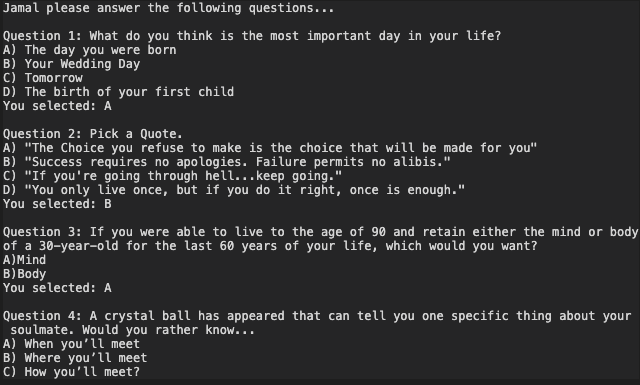 Jamal please answer the following questions...
Question 1: What do you think is the most important day in your life?
A) The day you were born
B) Your Wedding Day
C) Tomorrow
D) The birth of your first child
You selected: A
Question 2: Pick a Quote.
A) "The Choice you refuse to make is the choice that will be made for you"
B) "Success requires no apologies. Failure permits no alibis."
C) "If you're going through hell...keep going."
D) "You only live once, but if you do it right, once is enough."
You selected: B
Question 3: If you were able to live to the age of 90 and retain either the mind or body
of a 30-year-old for the last 60 years of your life, which would you want?
A)Mind
B)Body
You selected: A
Question 4: A crystal ball has appeared that can tell you one specific thing about your
soulmate. Would you rather know...
A) When you’ll meet
B) Where you’ll meet
C) How you’ll meet?